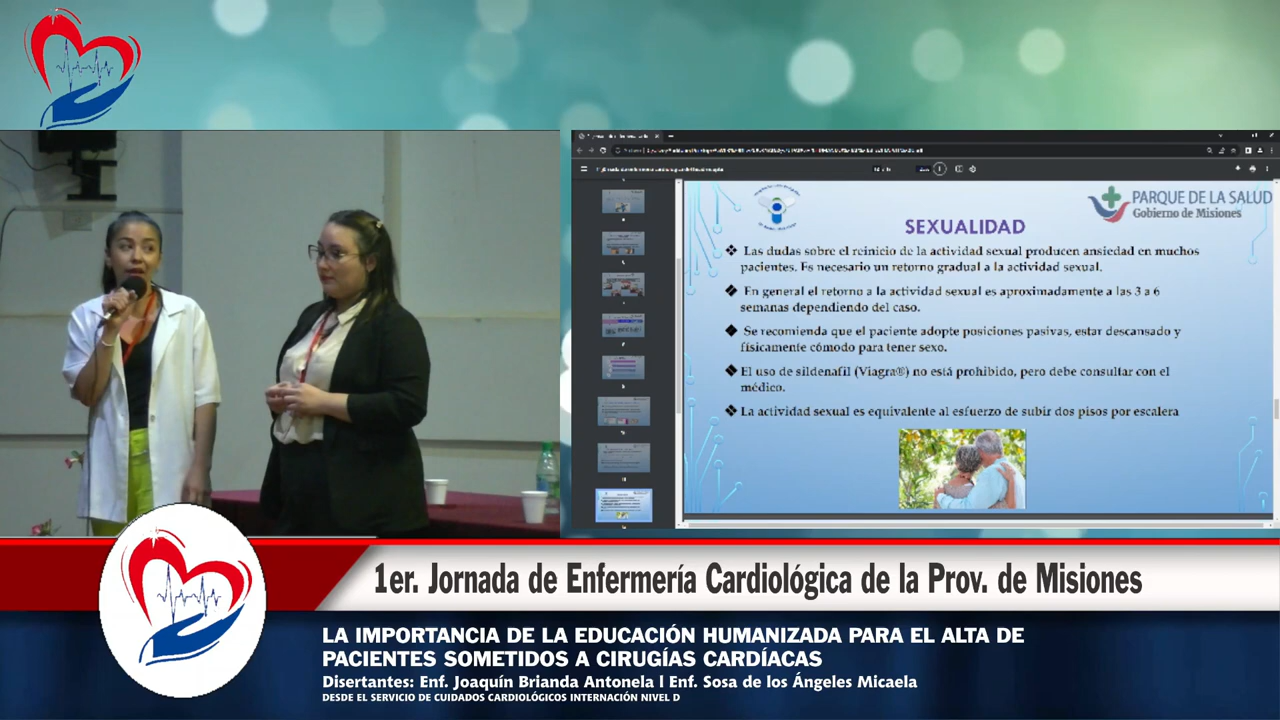 PARQUE DE LA SALUD
Gobierno de Misiones
SEXUALIDAD
❖ Las dudas sobre el reinicio de la actividad sexual producen ansiedad en muchos
pacientes. Es necesario un retorno gradual a la actividad sexual.
❖ En general el retorno a la actividad sexual es aproximadamente a las 3 a 6
semanas dependiendo del caso.
❖ Se recomienda que el paciente adopte posiciones pasivas, estar descansado y
físicamente cómodo para tener sexo.
❖ El uso de sildenafil (Viagra®) no está prohibido, pero debe consultar con el
médico.
❖ La actividad sexual es equivalente al esfuerzo de subir dos pisos por escalera
1er. Jornada de Enfermería Cardiológica de la Prov. de Misiones
LA IMPORTANCIA DE LA EDUCACIÓN HUMANIZADA PARA EL ALTA DE
PACIENTES SOMETIDOS A CIRUGÍAS CARDÍACAS
Disertantes: Enf. Joaquín Brianda Antonela l Enf. Sosa de los Ángeles Micaela
DESDE EL SERVICIO DE CUIDADOS CARDIOLÓGICOS INTERNACIÓN NIVEL D